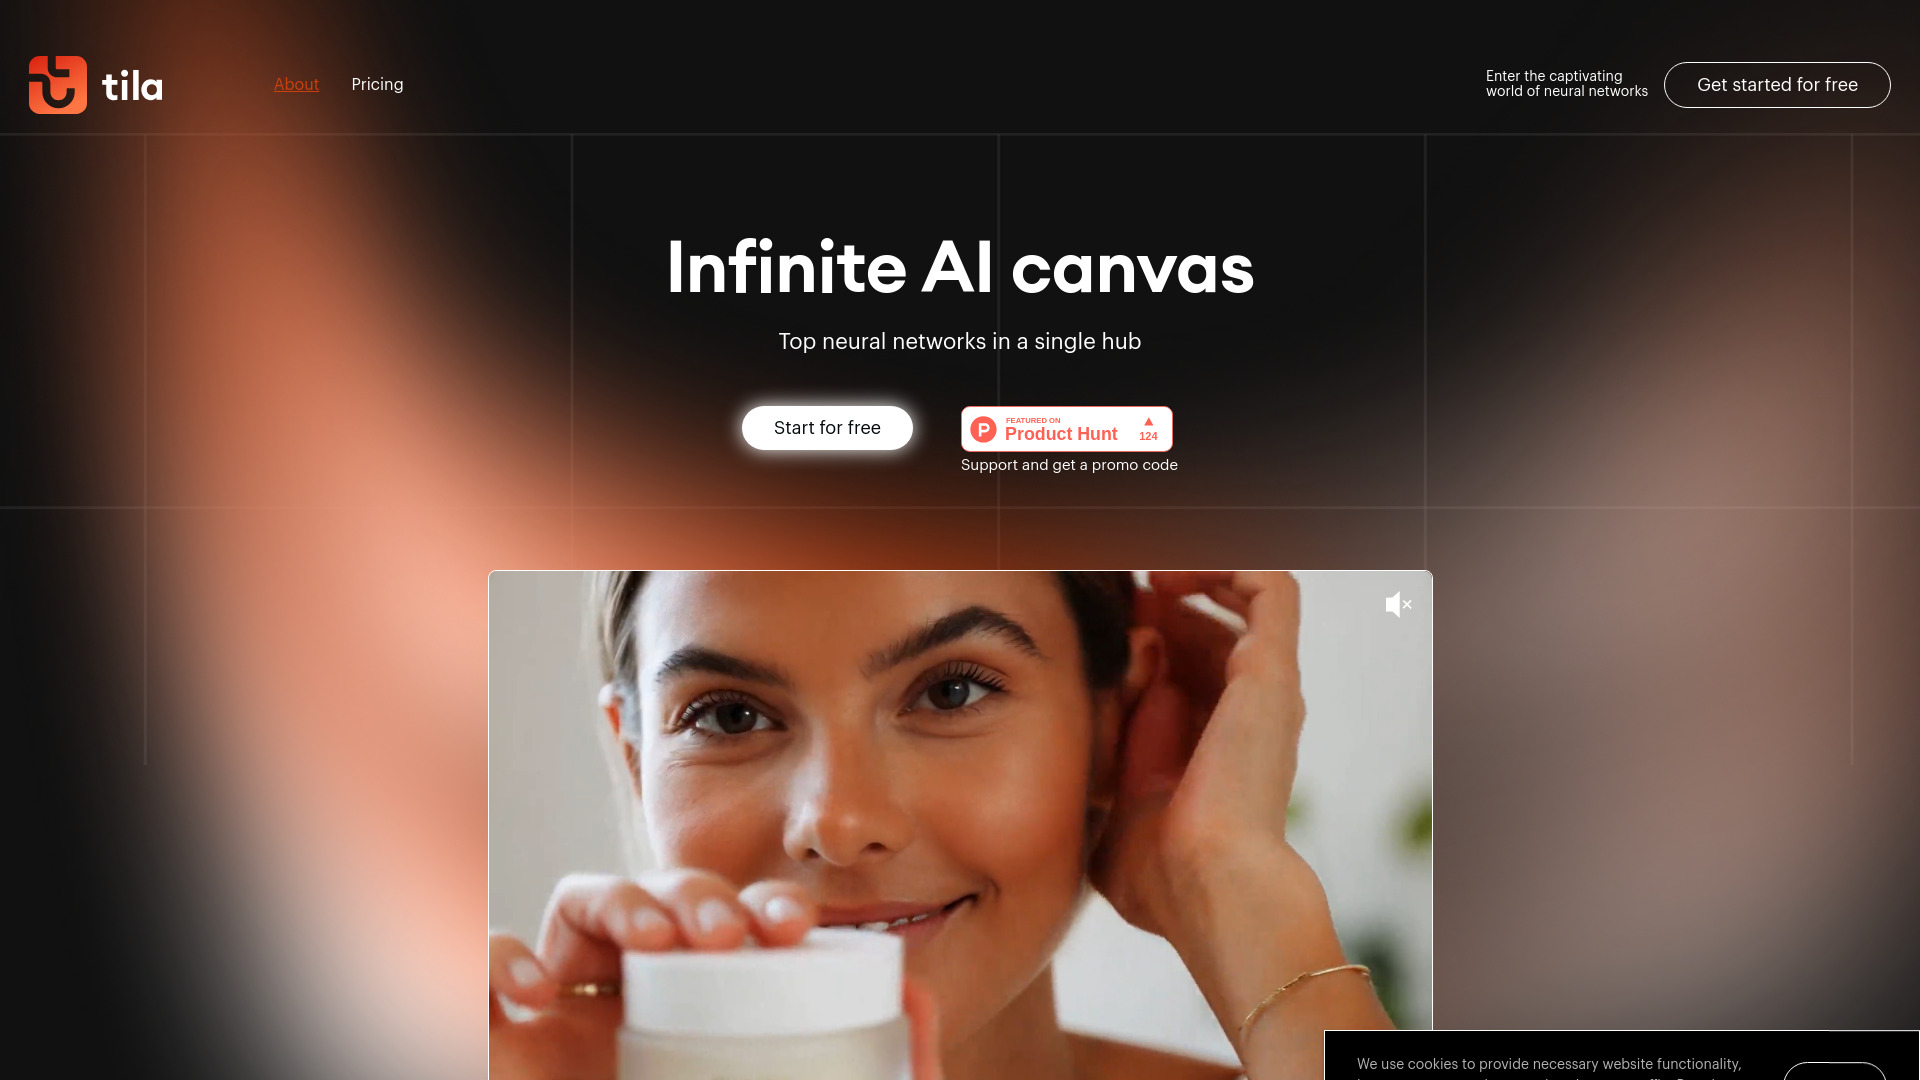 tila
About
Pricing
Enter the captivating
world of neural networks
Get started for free
Infinite AI canvas
Top neural networks in a single hub
Start for free
FEATURED ON
Product Hunt
124
Support and get a promo code
We use cookies to provide necessary website functionality,